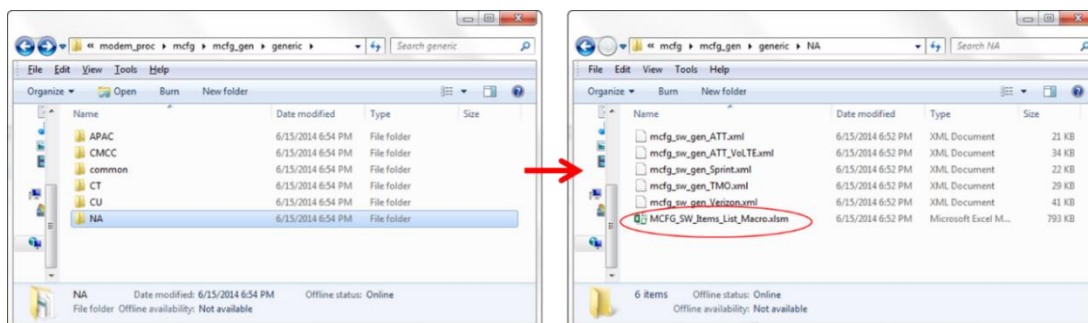 « modem_proc ▸ mcfg ▸ mcfg_gen ▸ generic ▸
Search generic
File Edit View Tools Help
Organize ▾ Open Burn New folder
Name Date modified Type Size
APAC 6/15/2014 6:54 PM File folder
CMCC 6/15/2014 6:54 PM File folder
common 6/15/2014 6:54 PM File folder
CT 6/15/2014 6:54 PM File folder
CU 6/15/2014 6:54 PM File folder
NA 6/15/2014 6:54 PM File folder
NA Date modified: 6/15/2014 6:54 PM Offline status: Online
File folder Offline availability: Not available
« mcfg ▸ mcfg_gen ▸ generic ▸ NA
Search NA
File Edit View Tools Help
Organize ▾ Burn New folder
Name Date modified Type Size
mcfg_sw_gen_ATT.xml 6/15/2014 6:52 PM XML Document 21 KB
mcfg_sw_gen_ATT_VoLTE.xml 6/15/2014 6:52 PM XML Document 34 KB
mcfg_sw_gen_Sprint.xml 6/15/2014 6:52 PM XML Document 22 KB
mcfg_sw_gen_TMO.xml 6/15/2014 6:52 PM XML Document 29 KB
mcfg_sw_gen_Verizon.xml 6/15/2014 6:52 PM XML Document 41 KB
MCFG_SW_Items_List_Macro.xlsm 6/15/2014 6:52 PM Microsoft Excel M... 793 KB
6 items Offline status: Online
Offline availability: Not available